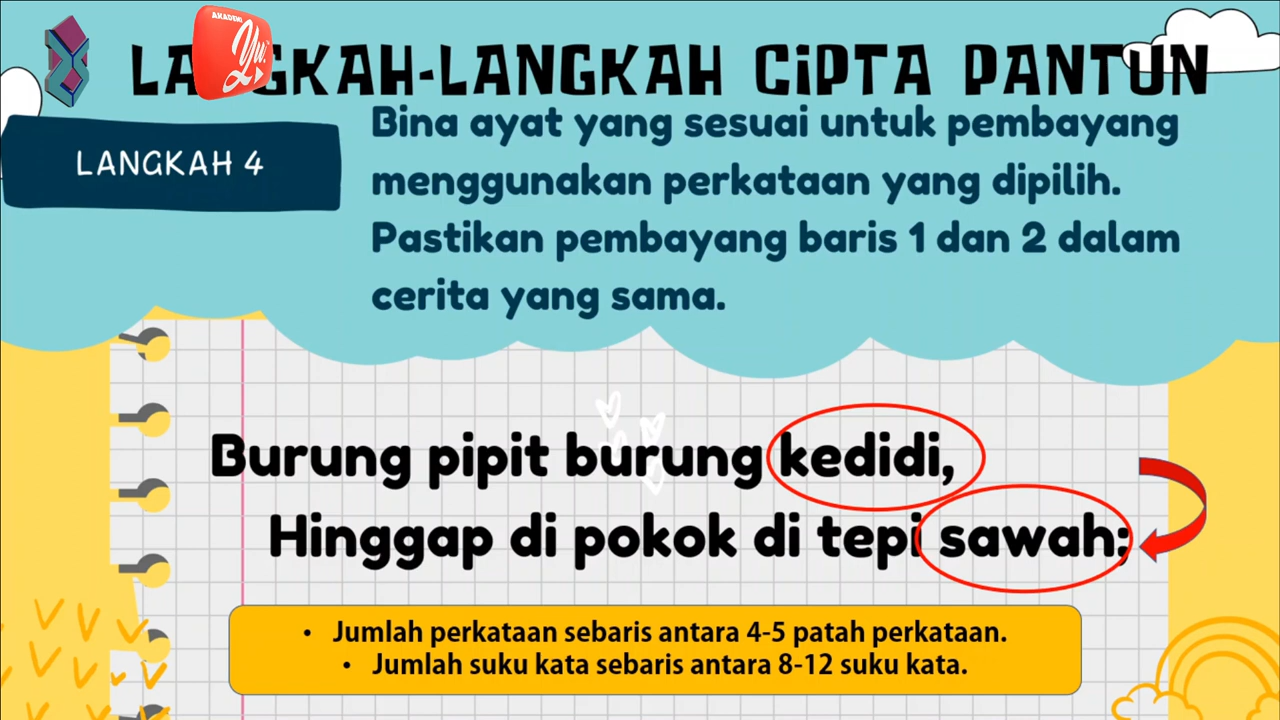 AKADEMI
Yu
LANGKAH-LANGKAH CIPTA PANTUN
LANGKAH 4
Bina ayat yang sesuai untuk pembayang
menggunakan perkataan yang dipilih.
Pastikan pembayang baris 1 dan 2 dalam
cerita yang sama.
Burung pipit burung kedidi,
Hinggap di pokok di tepi sawah;
• Jumlah perkataan sebaris antara 4-5 patah perkataan.
• Jumlah suku kata sebaris antara 8-12 suku kata.